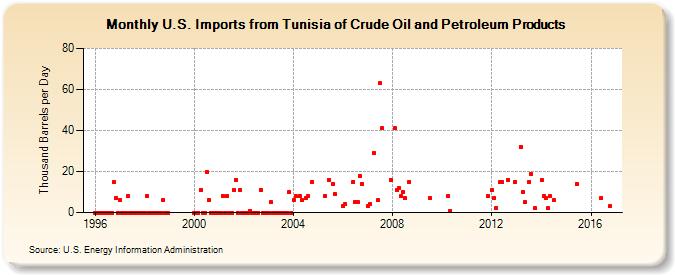 Monthly U.S. Imports from Tunisia of Crude Oil and Petroleum Products
Thousand Barrels per Day
80
60
40
20
0
1996 2000 2004 2008 2012 2016
Source: U.S. Energy Information Administration